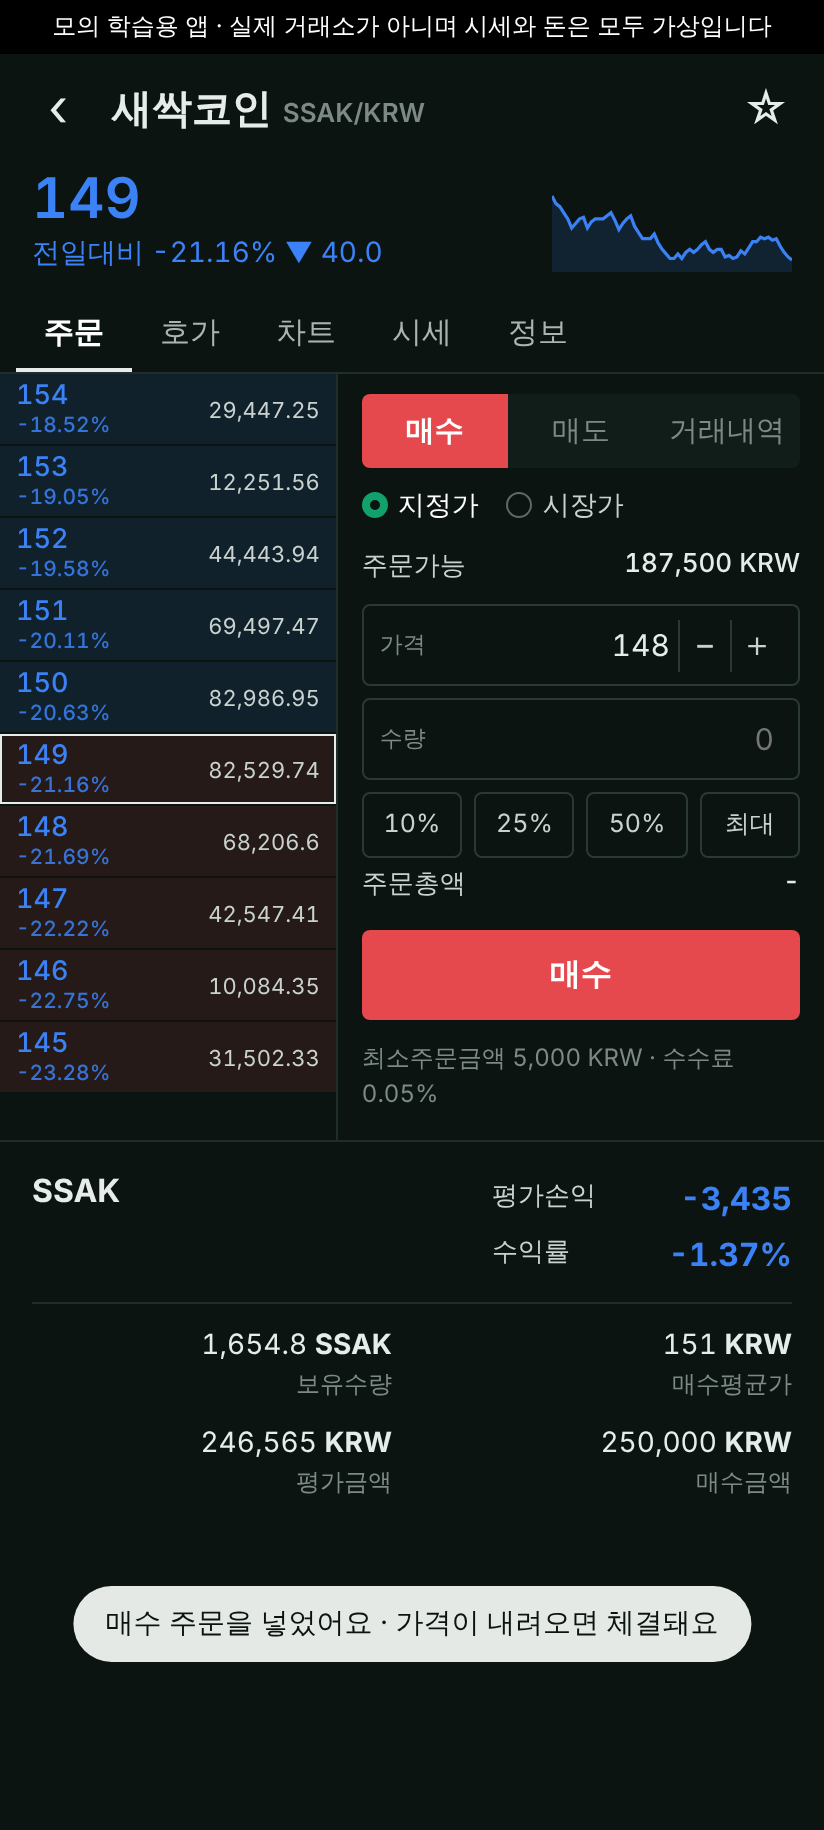 모의 학습용 앱 · 실제 거래소가 아니며 시세와 돈은 모두 가상입니다
새싹코인 SSAK/KRW
149
전일대비 -21.16% ▼ 40.0
주문 호가 차트 시세 정보
154 29,447.25
-18.52%
153 12,251.56
-19.05%
152 44,443.94
-19.58%
151 69,497.47
-20.11%
150 82,986.95
-20.63%
149 82,529.74
-21.16%
148 68,206.6
-21.69%
147 42,547.41
-22.22%
146 10,084.35
-22.75%
145 31,502.33
-23.28%
매수 매도 거래내역
지정가 시장가
주문가능 187,500 KRW
가격 148 − +
수량 0
10% 25% 50% 최대
주문총액 -
매수
최소주문금액 5,000 KRW · 수수료
0.05%
SSAK
평가손익 -3,435
수익률 -1.37%
1,654.8 SSAK 151 KRW
보유수량 매수평균가
246,565 KRW 250,000 KRW
평가금액 매수금액
매수 주문을 넣었어요 · 가격이 내려오면 체결돼요